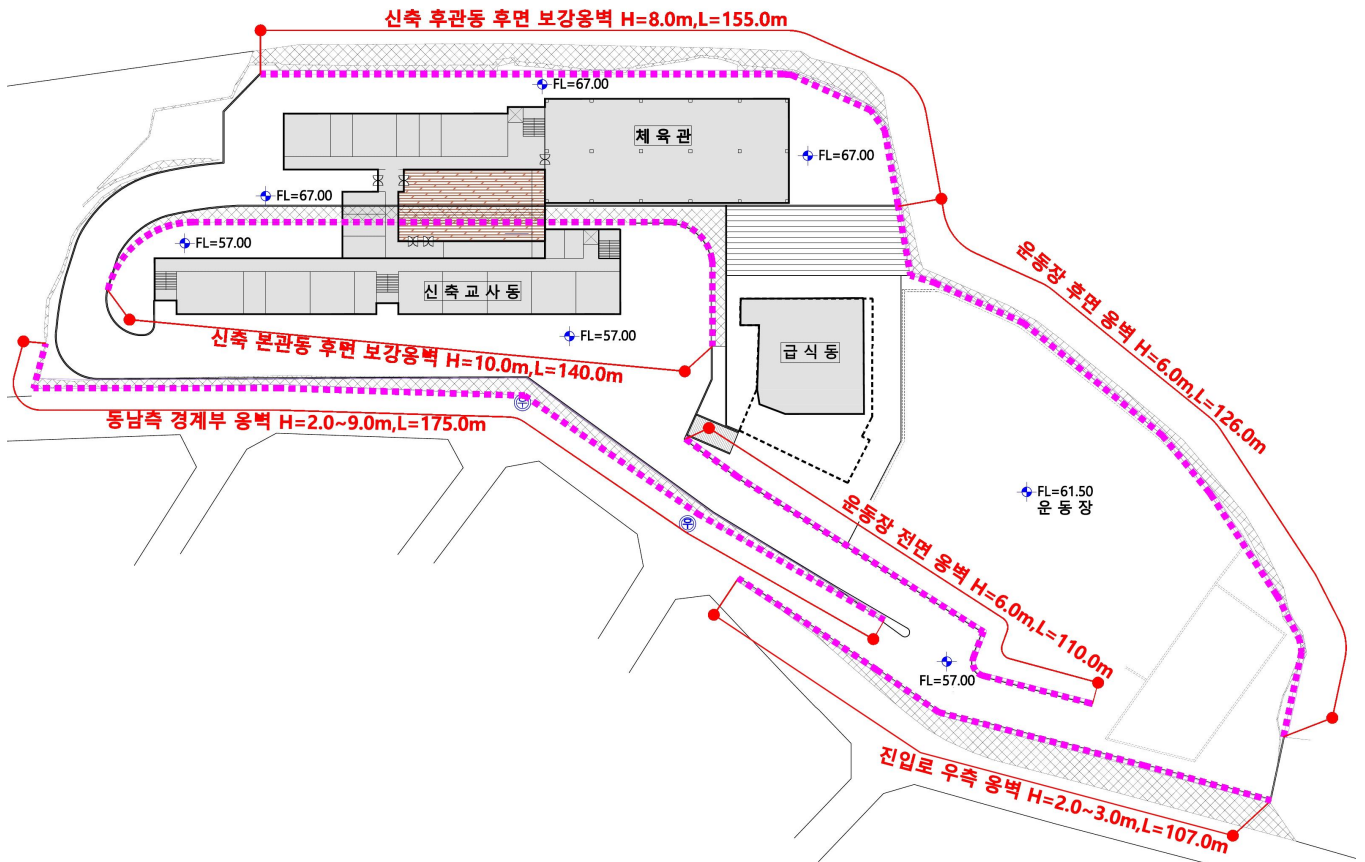 신축 후관동 후면 보강옹벽 H=8.0m,L=155.0m
FL=67.00
체 육 관
FL=67.00
FL=67.00
FL=57.00
신 축 교 사 동
FL=57.00
급 식 동
신축 본관동 후면 보강옹벽 H=10.0m,L=140.0m
운동장 후면 옹벽 H=6.0m,L=126.0m
동남측 경계부 옹벽 H=2.0~9.0m,L=175.0m
우
FL=61.50
운 동 장
우
운동장 전면 옹벽 H=6.0m,L=110.0m
FL=57.00
진입로 우측 옹벽 H=2.0~3.0m,L=107.0m